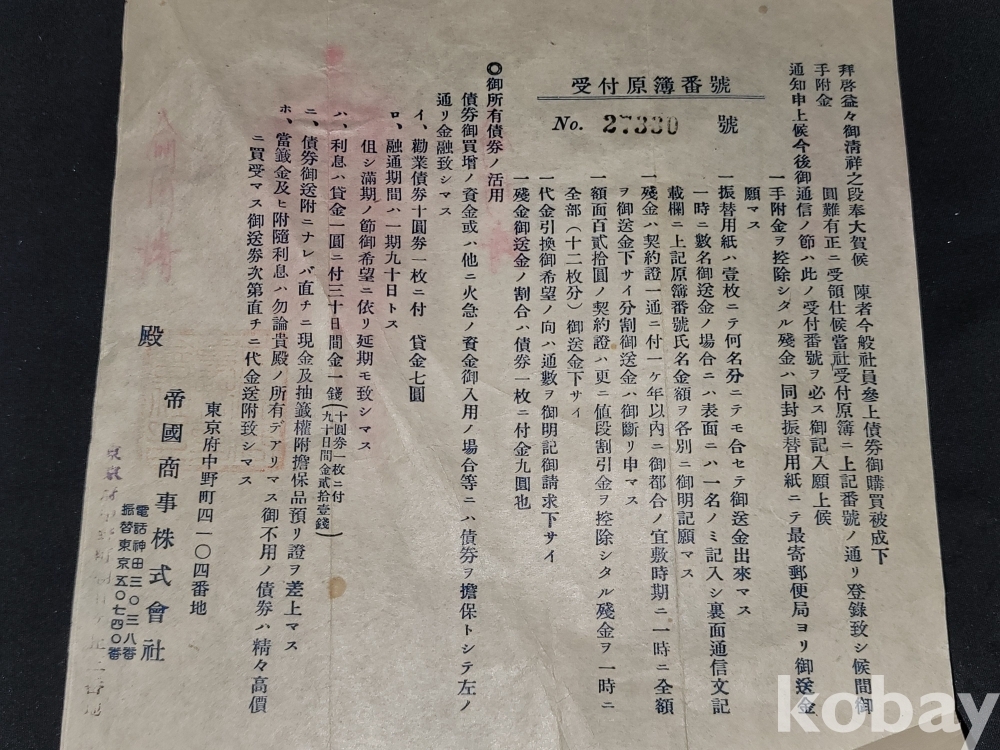 拜啓益々御淸祥之段奉大賀候　陳者今般社員參上債券御購買被成下
手附金　　圓難有正ニ受領仕候當社受付原簿ニ上記番號ノ通リ登錄致シ候間御
通知申上候今後御通信ノ節ハ此ノ受付番號ヲ必ス御記入願上候
受付原簿番號
No. 27330 號
一手附金ヲ控除シタル殘金ハ同封振替用紙ニテ最寄郵便局ヨリ御送金
願マス
一振替用紙ハ壹枚ニテ何名分ニテモ合セテ御送金出來マス
一時ニ數名御送金ノ場合ニハ表面ニハ一名ノミ記入シ裏面通信文記
載欄ニ上記原簿番號氏名金額ヲ各別ニ御明記願マス
一殘金ハ契約證一通ニ付一ケ年以內ニ御都合ノ宜敷時期ニ一時ニ全額
ヲ御送金下サイ分割御送金ハ御斷リ申マス
一額面百貳拾圓ノ契約證ハ更ニ値段割引金ヲ控除シタル殘金ヲ一時ニ
全部(十二枚分)御送金下サイ
一代金引換御希望ノ向ハ通數ヲ御明記御請求下サイ
一殘金御送金ノ割合ハ債券一枚ニ付金九圓也
◎御所有債券ノ活用
債券御買增ノ資金或ハ他ニ火急ノ資金御入用ノ場合等ニハ債券ヲ擔保トシテ左ノ
通リ金融致シマス
イ、勸業債券十圓券一枚ニ付　貸金七圓
ロ、融通期間ハ一期九十日トス
但シ滿期ノ節御希望ニ依リ延期モ致シマス
ハ、利息ハ貸金一圓ニ付三十日間金一錢(十圓券一枚ニ付九十日間金貳拾壹錢)
ニ、債券御送附ニナレバ直チニ現金及抽籤權附擔保品預リ證ヲ差上マス
ホ、當籤金及ヒ附隨利息ハ勿論貴殿ノ所有デアリマス御不用ノ債券ハ精々高價
ニ買受マス御送券次第直チニ代金送附致シマス
東京府中野町四一〇四番地
帝國商事株式會社
電話神田三〇三八番
振替東京五〇七四〇番
殿
kobay